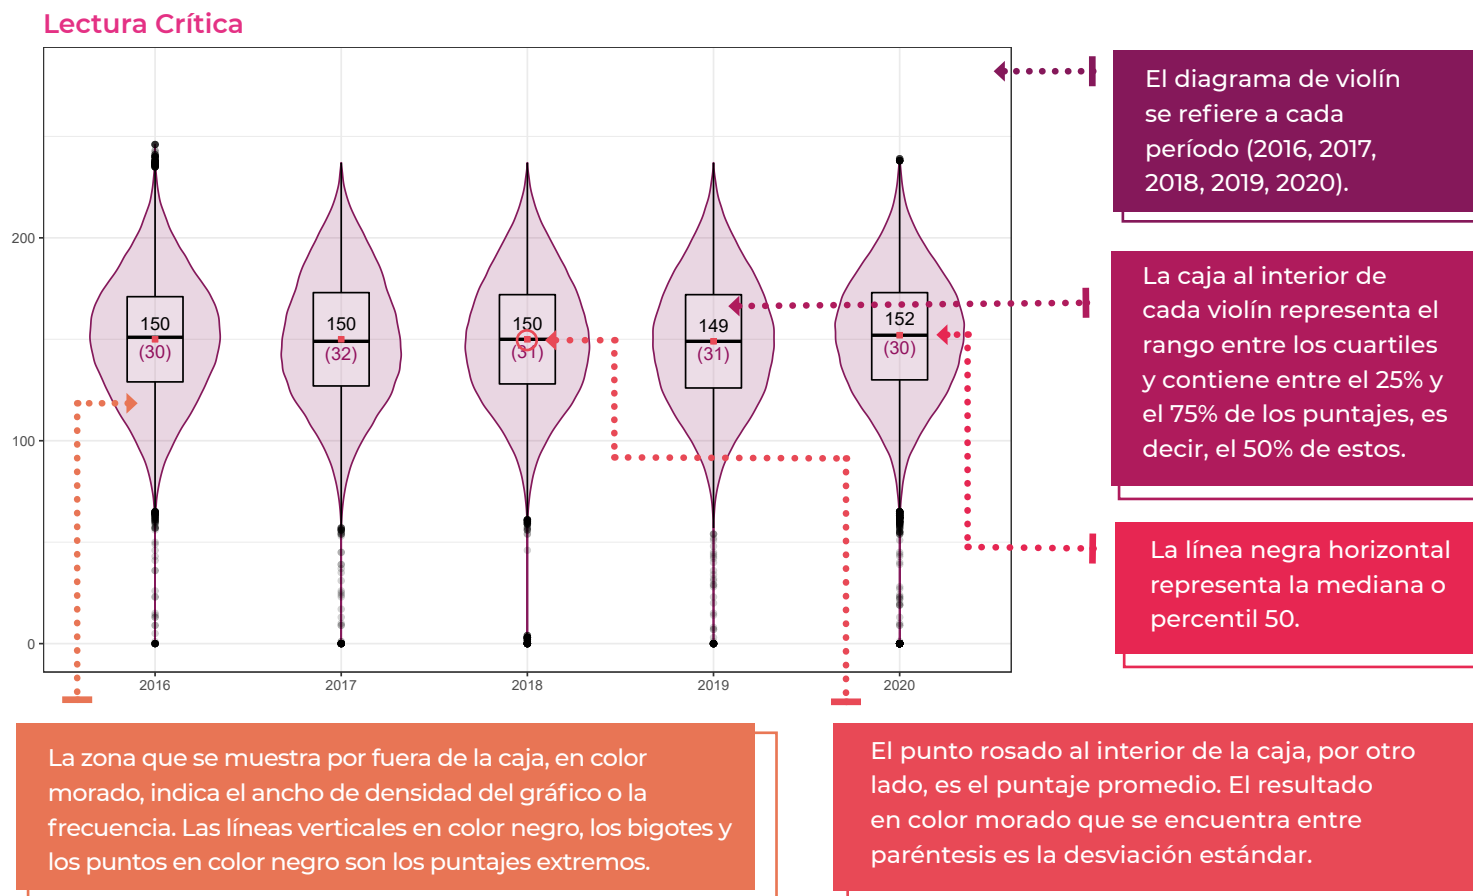 Lectura Crítica
El diagrama de violín
se refiere a cada
período (2016, 2017,
2018, 2019, 2020).
La caja al interior de
cada violín representa el
rango entre los cuartiles
y contiene entre el 25% y
el 75% de los puntajes, es
decir, el 50% de estos.
La línea negra horizontal
representa la mediana o
percentil 50.
200
100
0
150
(30)
150
(32)
150
(31)
149
(31)
152
(30)
2016 2017 2018 2019 2020
La zona que se muestra por fuera de la caja, en color
morado, indica el ancho de densidad del gráfico o la
frecuencia. Las líneas verticales en color negro, los bigotes y
los puntos en color negro son los puntajes extremos.
El punto rosado al interior de la caja, por otro
lado, es el puntaje promedio. El resultado
en color morado que se encuentra entre
paréntesis es la desviación estándar.